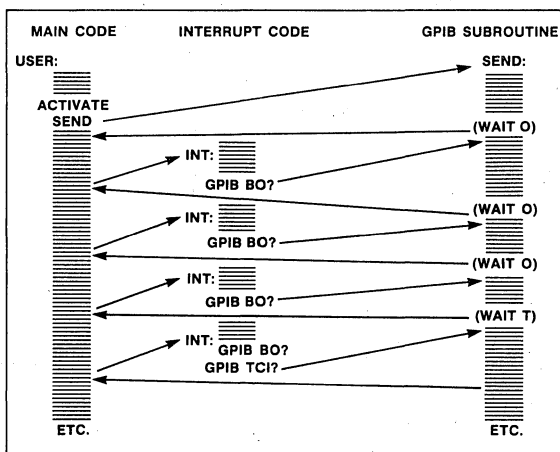 MAIN CODE INTERRUPT CODE GPIB SUBROUTINE
USER: SEND:
ACTIVATE
SEND
(WAIT O)
INT:
GPIB BO?
(WAIT O)
INT:
GPIB BO?
(WAIT O)
INT:
GPIB BO?
(WAIT T)
INT:
GPIB BO?
GPIB TCI?
ETC. ETC.